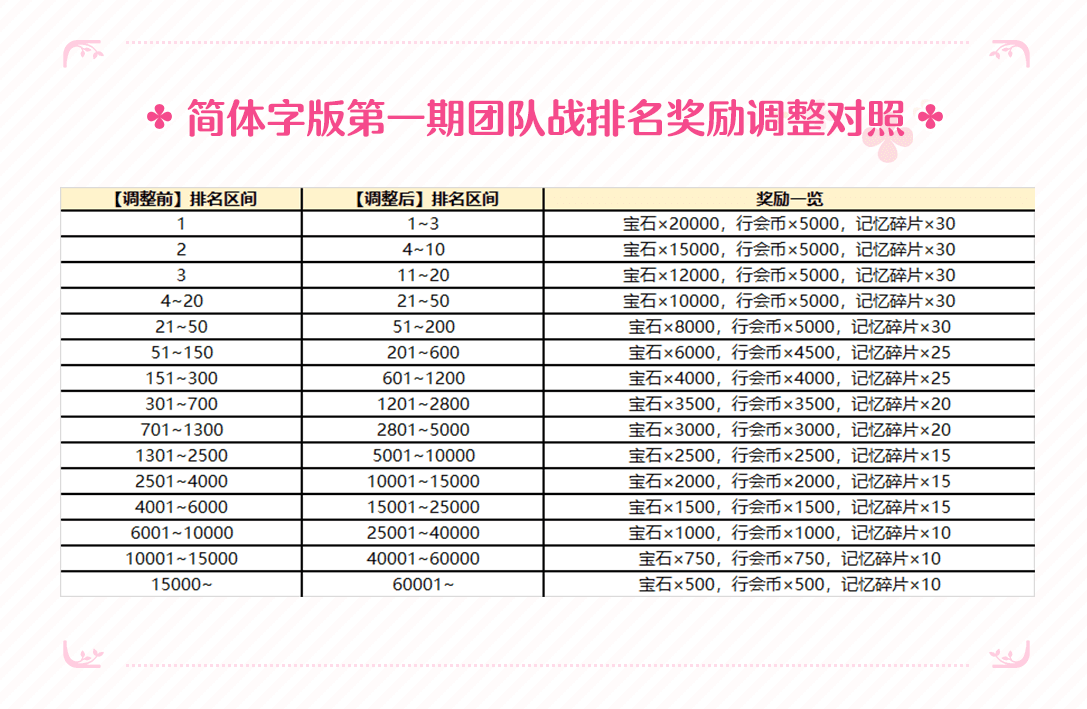 简体字版第一期团队战排名奖励调整对照
【调整前】排名区间 【调整后】排名区间 奖励一览
1 1~3 宝石×20000，行会币×5000，记忆碎片×30
2 4~10 宝石×15000，行会币×5000，记忆碎片×30
3 11~20 宝石×12000，行会币×5000，记忆碎片×30
4~20 21~50 宝石×10000，行会币×5000，记忆碎片×30
21~50 51~200 宝石×8000，行会币×5000，记忆碎片×30
51~150 201~600 宝石×6000，行会币×4500，记忆碎片×25
151~300 601~1200 宝石×4000，行会币×4000，记忆碎片×25
301~700 1201~2800 宝石×3500，行会币×3500，记忆碎片×20
701~1300 2801~5000 宝石×3000，行会币×3000，记忆碎片×20
1301~2500 5001~10000 宝石×2500，行会币×2500，记忆碎片×15
2501~4000 10001~15000 宝石×2000，行会币×2000，记忆碎片×15
4001~6000 15001~25000 宝石×1500，行会币×1500，记忆碎片×15
6001~10000 25001~40000 宝石×1000，行会币×1000，记忆碎片×10
10001~15000 40001~60000 宝石×750，行会币×750，记忆碎片×10
15000~ 60001~ 宝石×500，行会币×500，记忆碎片×10